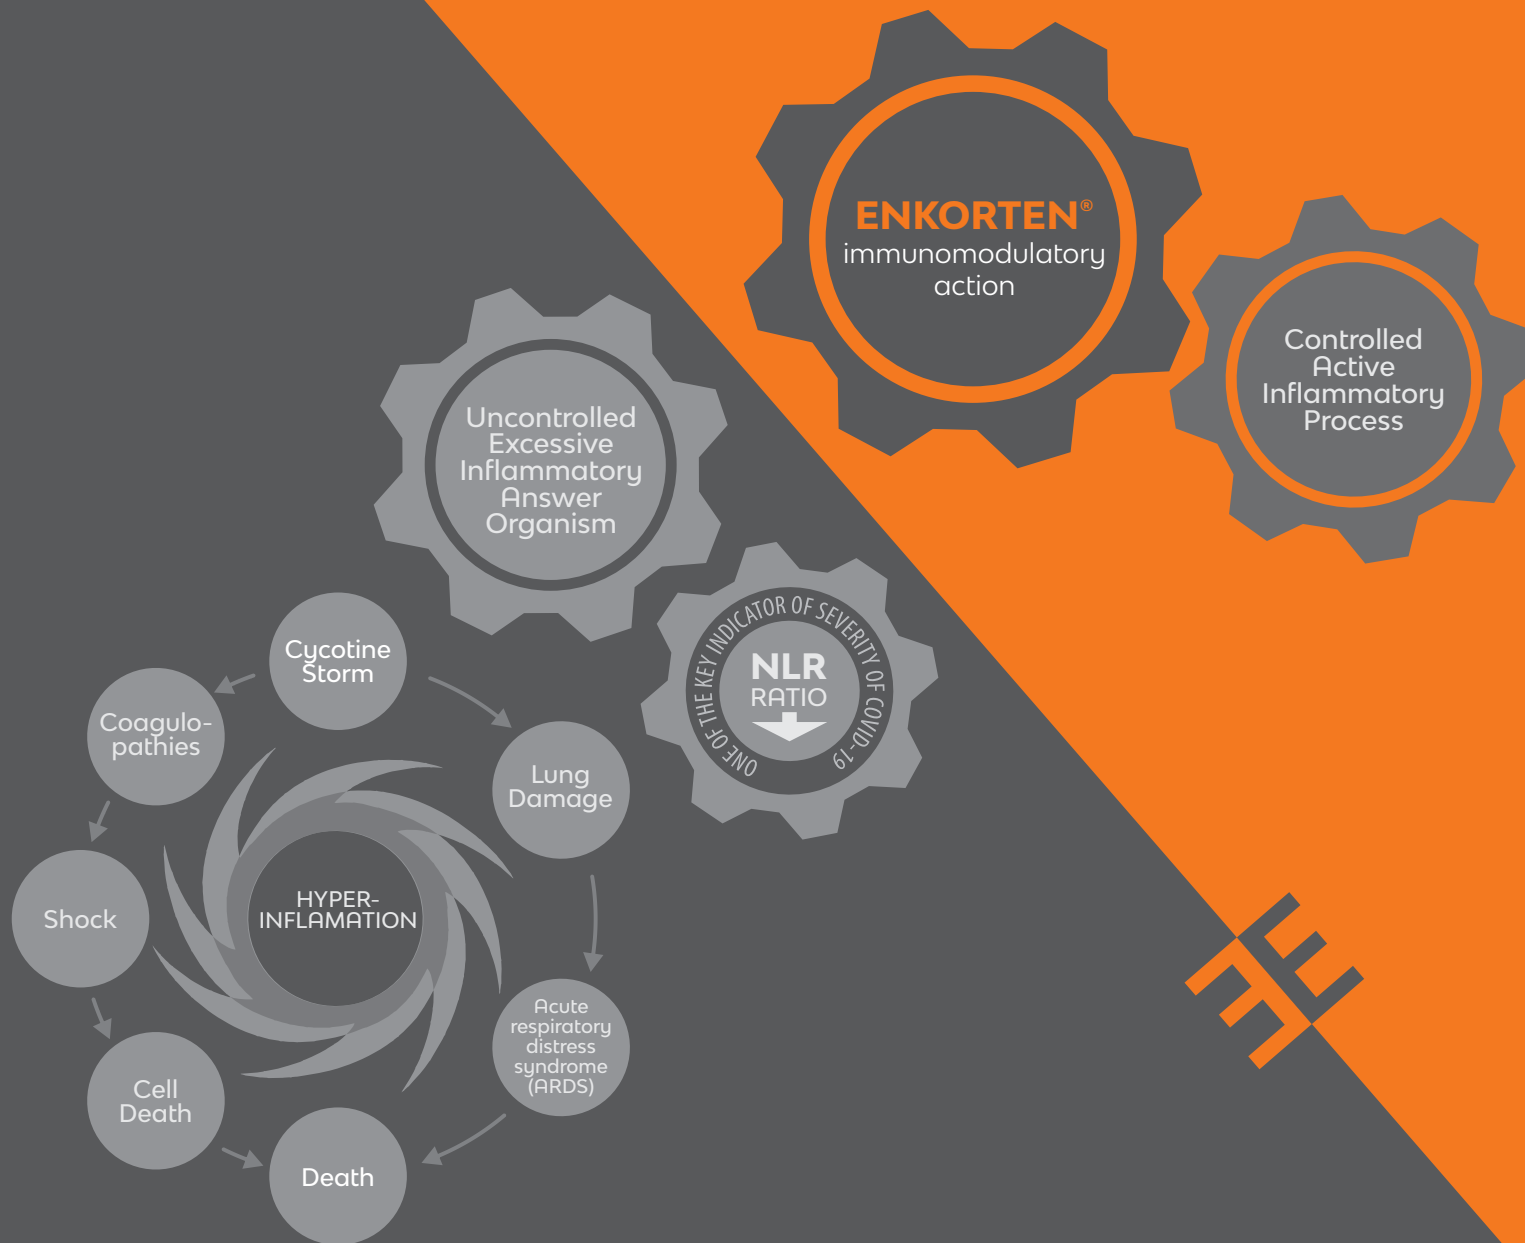 ENKORTEN®
immunomodulatory
action
Controlled
Active
Inflammatory
Process
Uncontrolled
Excessive
Inflammatory
Answer
Organism
ONE OF THE KEY INDICATOR OF SEVERITY OF COVID-19
NLR
RATIO
Cycotine
Storm
Coagulo-
pathies
Lung
Damage
Shock
HYPER-
INFLAMATION
Acute
respiratory
distress
syndrome
(ARDS)
Cell
Death
Death